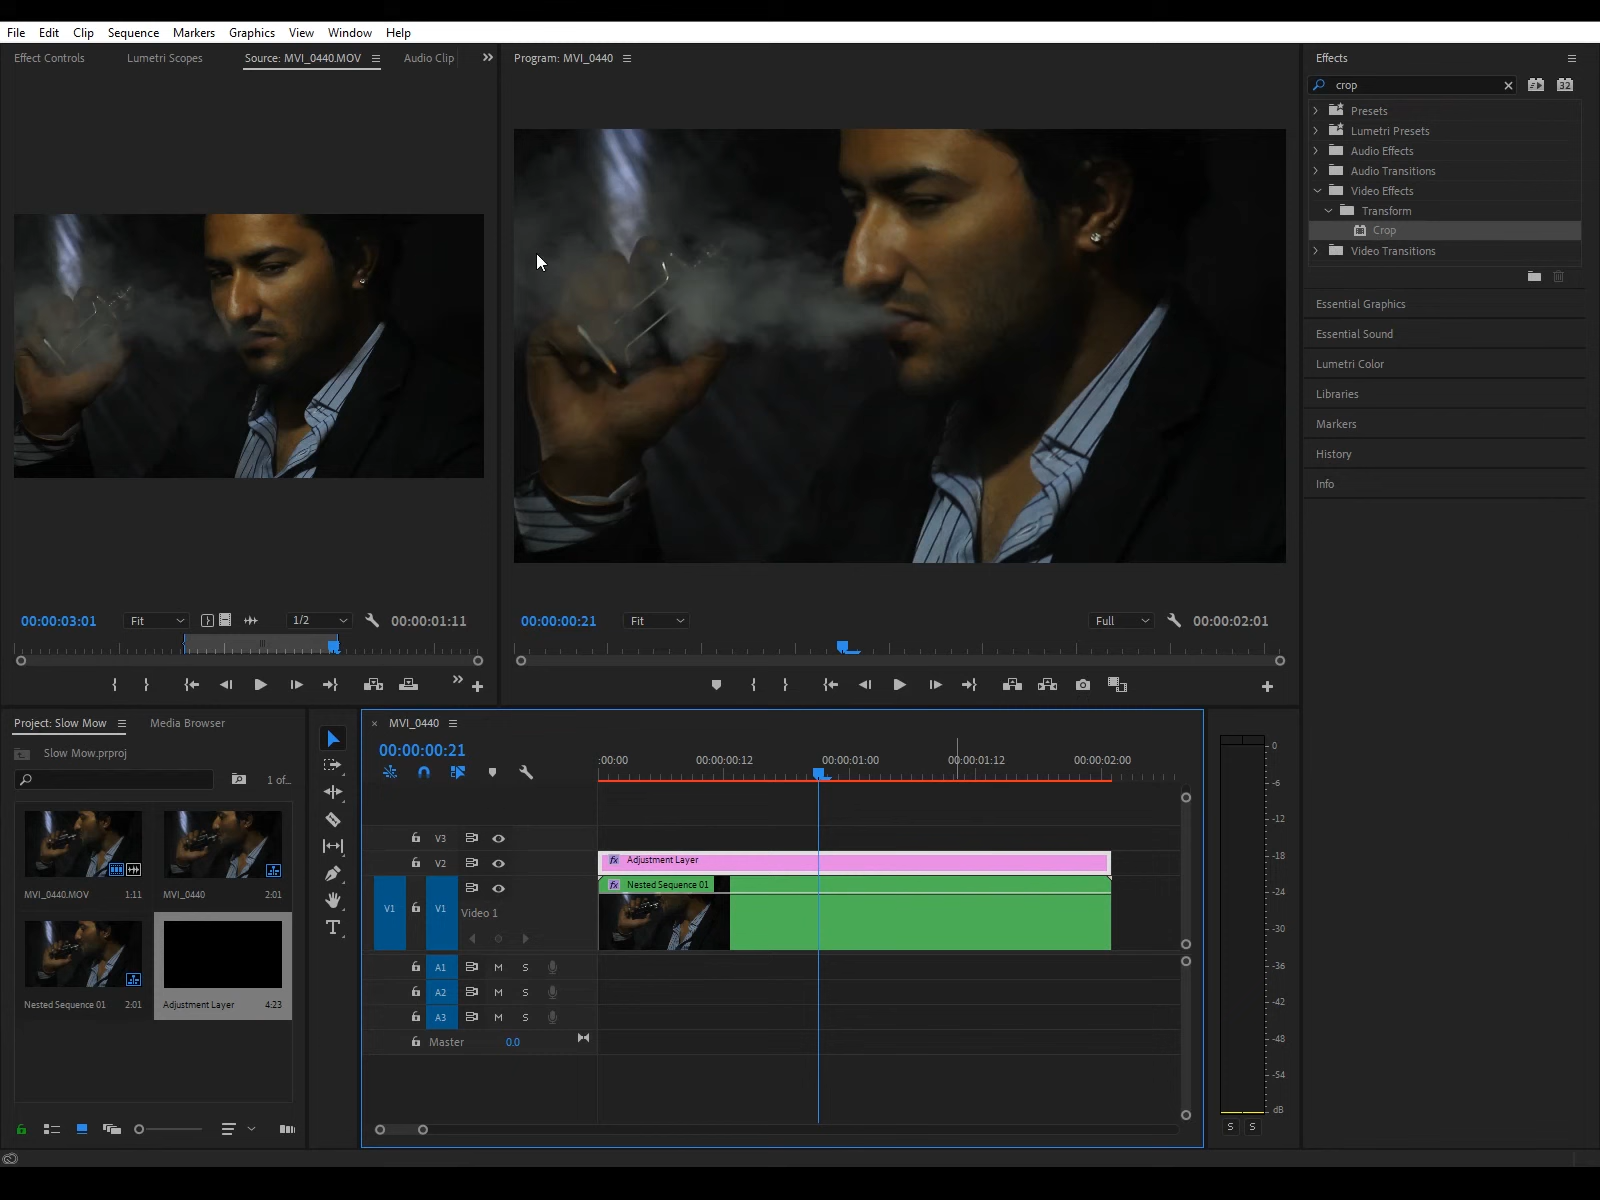 File Edit Clip Sequence Markers Graphics View Window Help
Effect Controls Lumetri Scopes Source: MVI_0440.MOV Audio Clip
Program: MVI_0440
Effects
crop
32
Presets
Lumetri Presets
Audio Effects
Audio Transitions
Video Effects
Transform
Crop
Video Transitions
Essential Graphics
Essential Sound
Lumetri Color
Libraries
Markers
History
Info
00:00:03:01 Fit 1/2 00:00:01:11
00:00:00:21 Fit Full 00:00:02:01
Project: Slow Mow Media Browser
Slow Mow.prproj
1 of...
MVI_0440.MOV 1:11
MVI_0440 2:01
Nested Sequence 01 2:01
Adjustment Layer 4:23
MVI_0440
00:00:00:21
:00:00 00:00:00:12 00:00:01:00 00:00:01:12 00:00:02:00
V3
V2 fx Adjustment Layer
V1 V1 Video 1 fx Nested Sequence 01
A1 M S
A2 M S
A3 M S
Master 0.0
0
-6
-12
-18
-24
-30
-36
-42
-48
-54
dB
S S